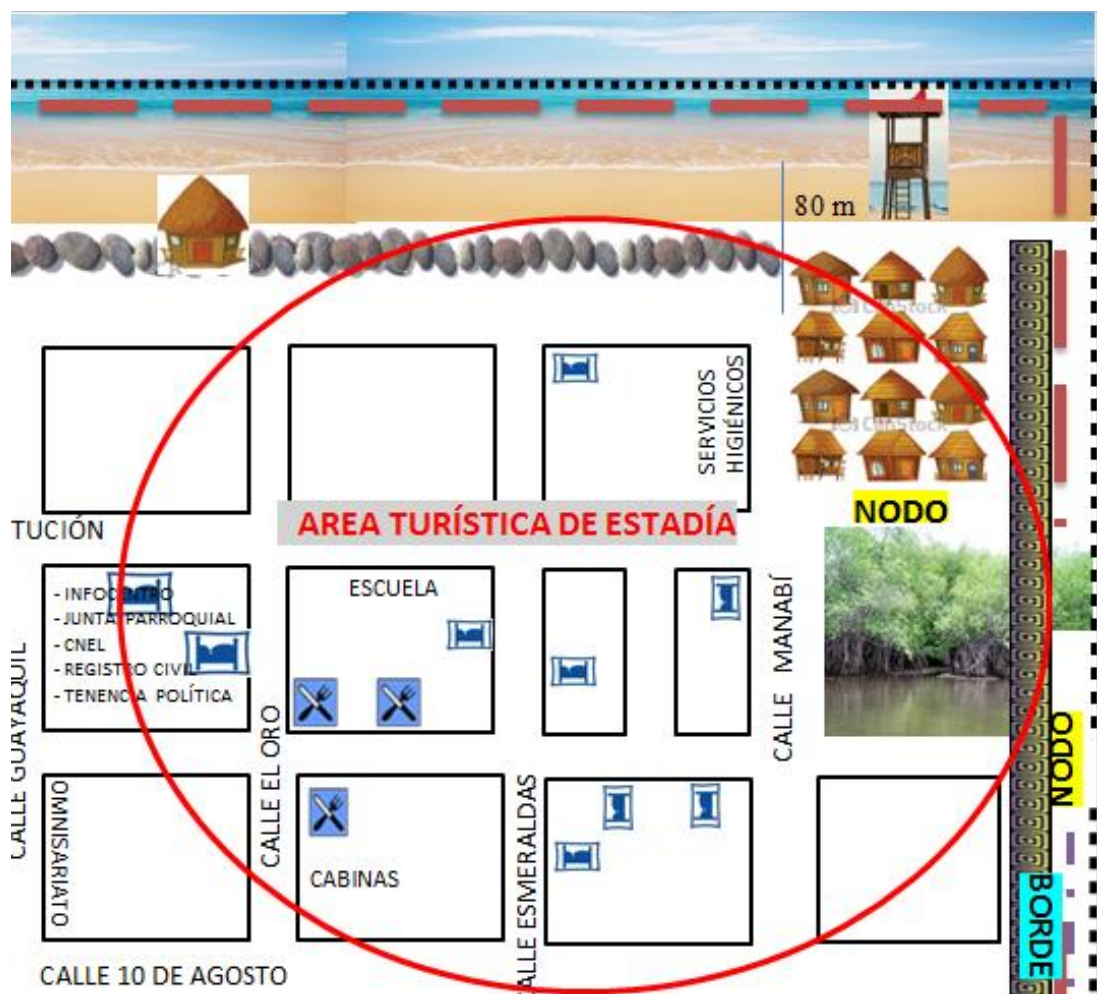 80 m
SERVICIOS
HIGIÉNICOS
AREA TURÍSTICA DE ESTADÍA
NODO
TUCIÓN
- INFOCENTRO
- JUNTA PARROQUIAL
- CNEL
- REGISTRO CIVIL
- TENENCIA POLÍTICA
ESCUELA
CALLE GUAYAQUIL
CALLE EL ORO
CALLE MANABÍ
NODO
OMNISARIATO
CABINAS
ALLE ESMERALDAS
BORDE
CALLE 10 DE AGOSTO